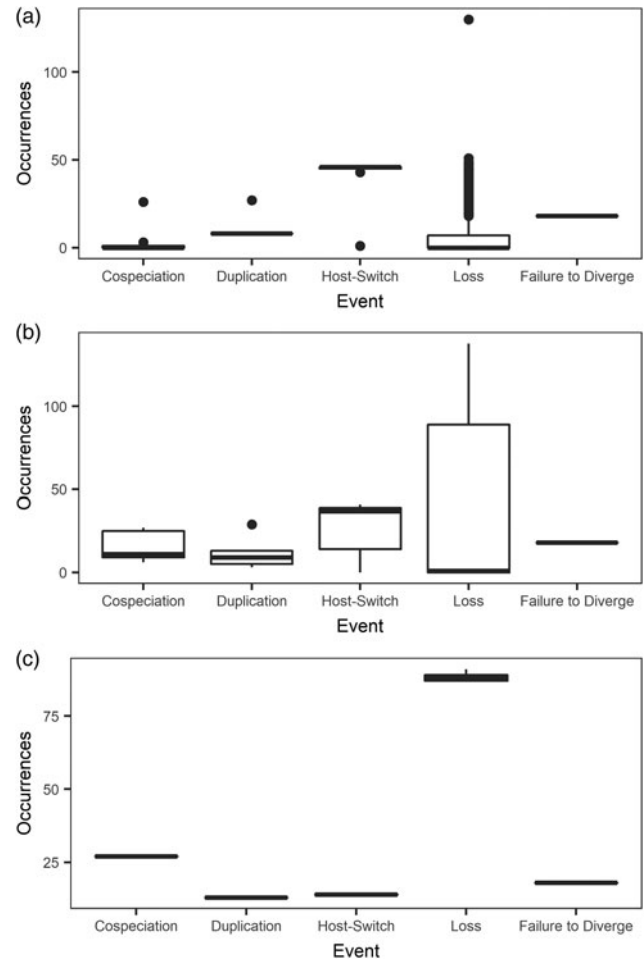 (a)
Occurrences
100
50
0
Cospeciation Duplication Host-Switch Loss Failure to Diverge
Event
(b)
Occurrences
100
50
0
Cospeciation Duplication Host-Switch Loss Failure to Diverge
Event
(c)
Occurrences
75
50
25
Cospeciation Duplication Host-Switch Loss Failure to Diverge
Event